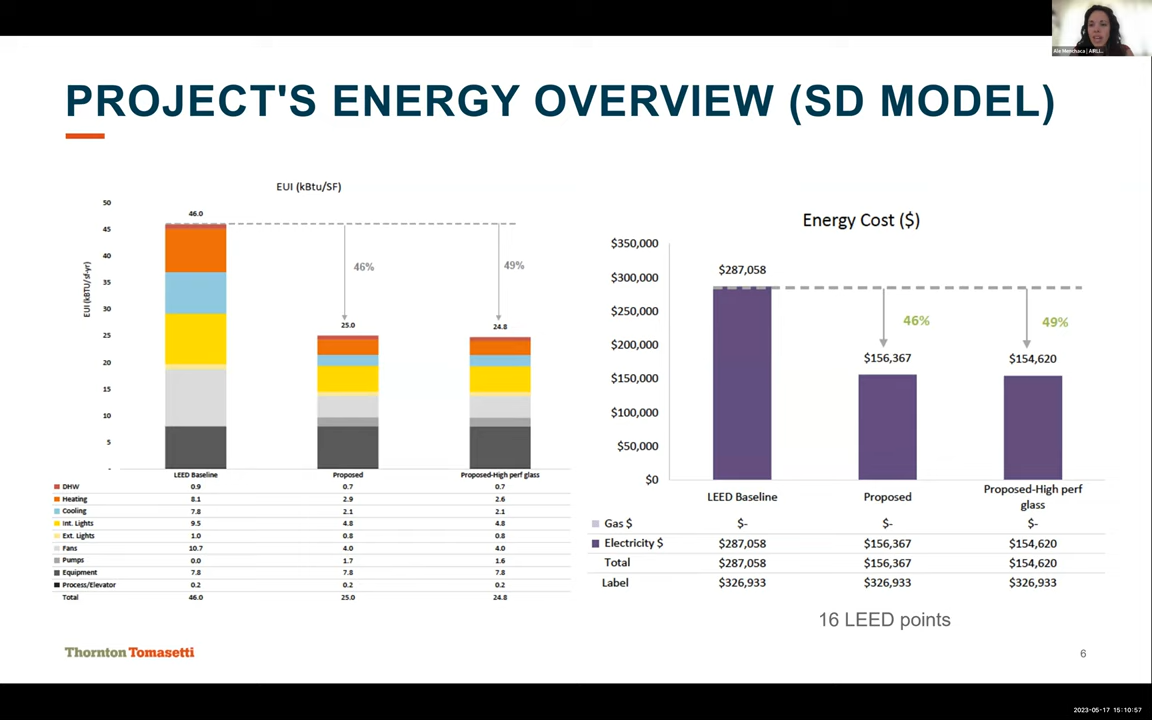 Ale Menchaca | AIRLI...
PROJECT'S ENERGY OVERVIEW (SD MODEL)
EUI (kBtu/SF)
EUI (kBTU/sf-yr)
50
45
40
35
30
25
20
15
10
5
-
46.0
46%
25.0
49%
24.8
LEED Baseline Proposed Proposed-High perf glass
DHW 0.9 0.7 0.7
Heating 8.1 2.9 2.6
Cooling 7.8 2.1 2.1
Int. Lights 9.5 4.8 4.8
Ext. Lights 1.0 0.8 0.8
Fans 10.7 4.0 4.0
Pumps 0.0 1.7 1.6
Equipment 7.8 7.8 7.8
Process/Elevator 0.2 0.2 0.2
Total 46.0 25.0 24.8
Energy Cost ($)
$350,000
$300,000
$250,000
$200,000
$150,000
$100,000
$50,000
$0
$287,058
46%
$156,367
49%
$154,620
LEED Baseline Proposed Proposed-High perf
glass
Gas $ $- $- $-
Electricity $ $287,058 $156,367 $154,620
Total $287,058 $156,367 $154,620
Label $326,933 $326,933 $326,933
16 LEED points
ThorntonTomasetti
6
2023-05-17 15:10:57